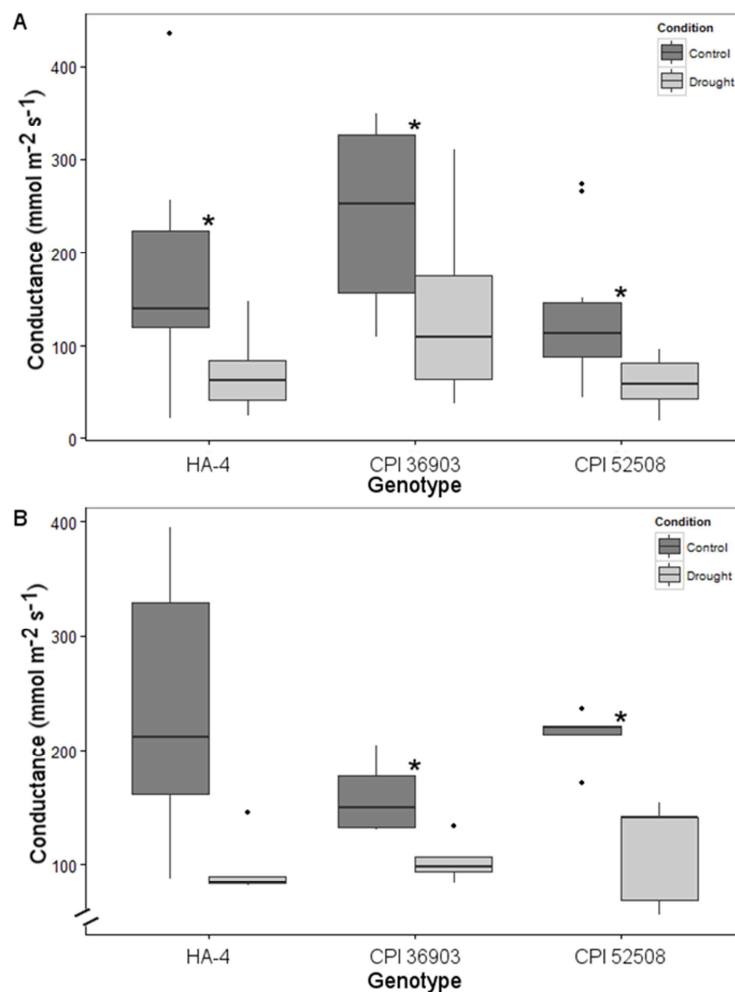 A
Condition
Control
Drought
Conductance (mmol m-2 s-1)
400
300
200
100
0
*
*
*
HA-4
CPI 36903
CPI 52508
Genotype
B
Condition
Control
Drought
Conductance (mmol m-2 s-1)
400
300
200
100
*
*
HA-4
CPI 36903
CPI 52508
Genotype